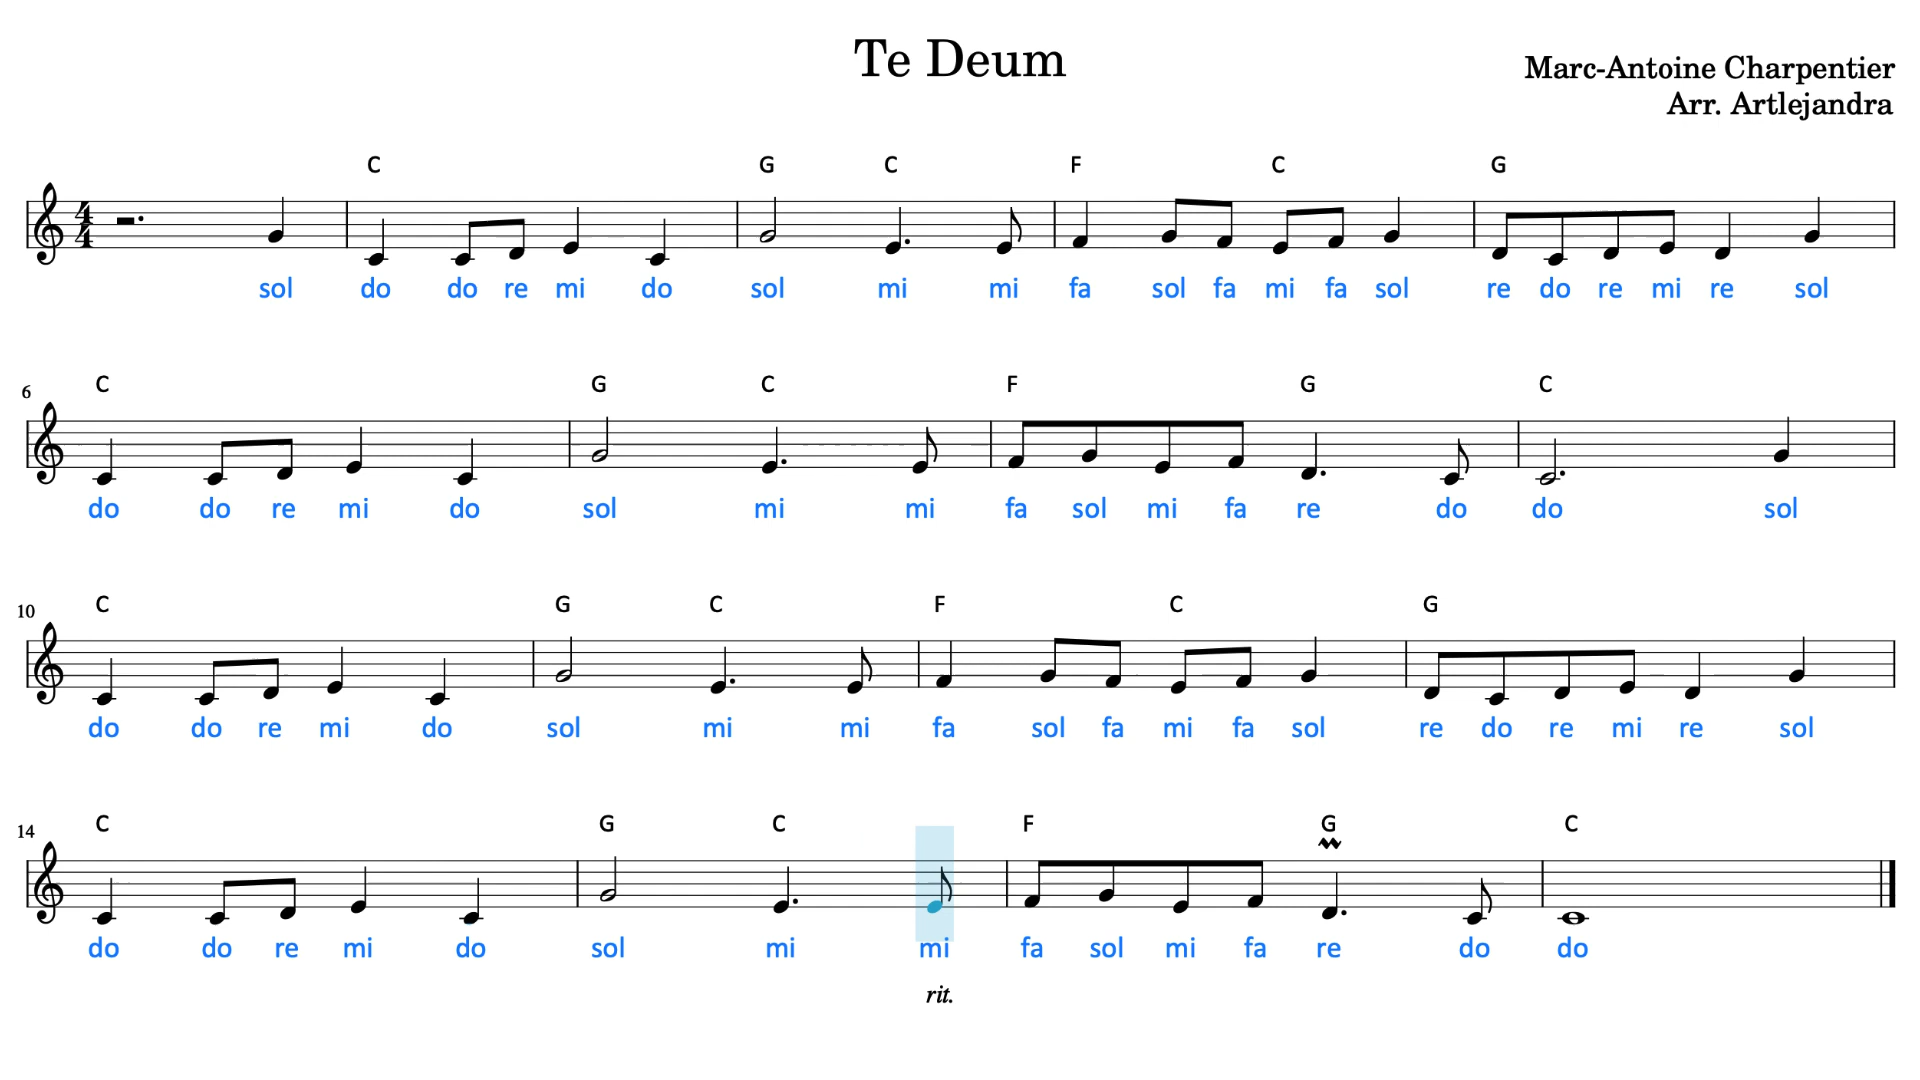 Te Deum
Marc-Antoine Charpentier
Arr. Artlejandra
C G C F C G
4
4
sol do do re mi do sol mi mi fa sol fa mi fa sol re do re mi re sol
C G C F G C
6
do do re mi do sol mi mi fa sol mi fa re do do sol
C G C F C G
10
do do re mi do sol mi mi fa sol fa mi fa sol re do re mi re sol
C G C F G C
14
do do re mi do sol mi mi fa sol mi fa re do do
rit.